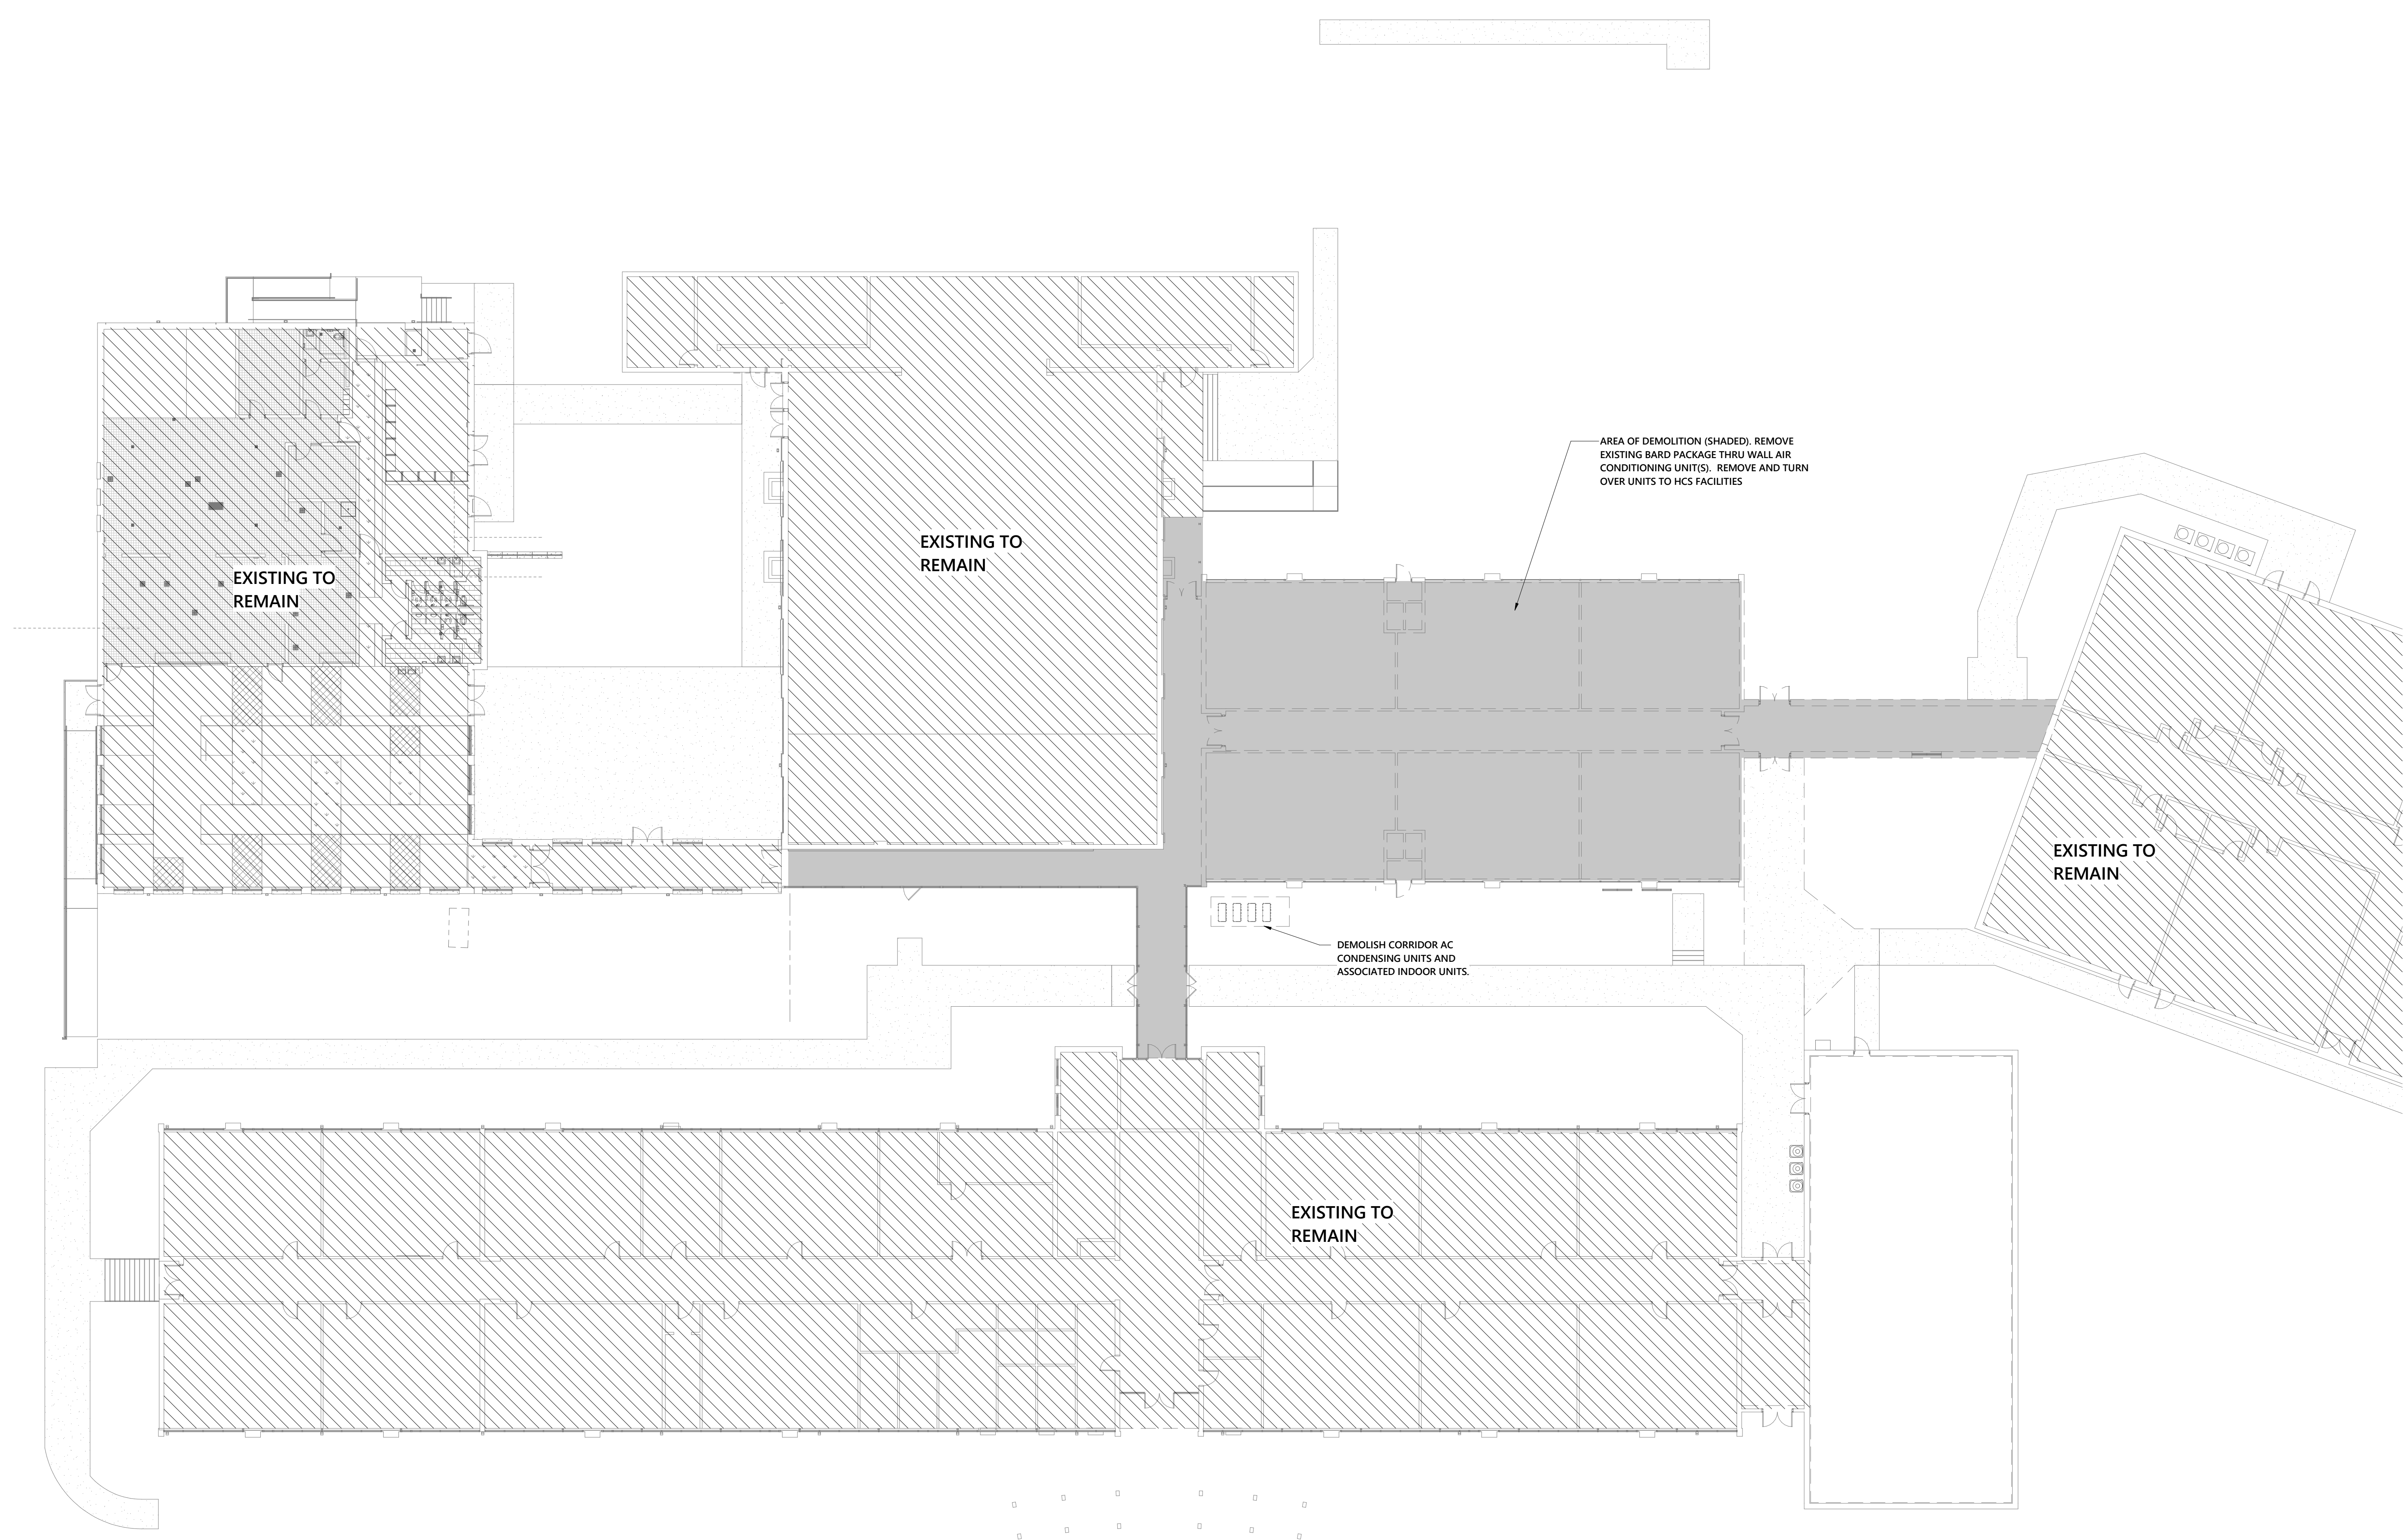 AREA OF DEMOLITION (SHADED). REMOVE
EXISTING BARD PACKAGE THRU WALL AIR
CONDITIONING UNIT(S). REMOVE AND TURN
OVER UNITS TO HCS FACILITIES
EXISTING TO
REMAIN
EXISTING TO
REMAIN
EXISTING TO
REMAIN
DEMOLISH CORRIDOR AC
CONDENSING UNITS AND
ASSOCIATED INDOOR UNITS.
EXISTING TO
REMAIN